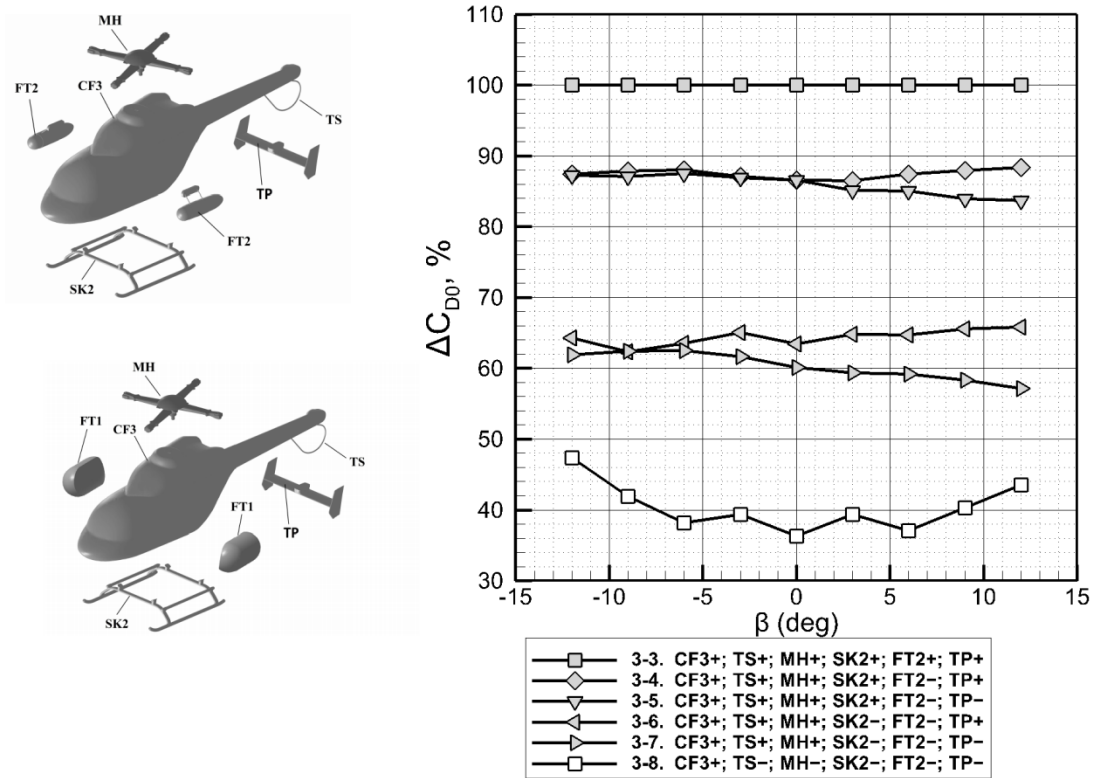 MH
FT2
CF3
TS
TP
FT2
SK2
MH
FT1
CF3
TS
FT1
TP
SK2
110
100
90
80
70
60
50
40
30
ΔC_D0, %
-15 -10 -5 0 5 10 15
β (deg)
3-3. CF3+; TS+; MH+; SK2+; FT2+; TP+
3-4. CF3+; TS+; MH+; SK2+; FT2−; TP+
3-5. CF3+; TS+; MH+; SK2+; FT2−; TP−
3-6. CF3+; TS+; MH+; SK2−; FT2−; TP+
3-7. CF3+; TS+; MH+; SK2−; FT2−; TP−
3-8. CF3+; TS−; MH−; SK2−; FT2−; TP−